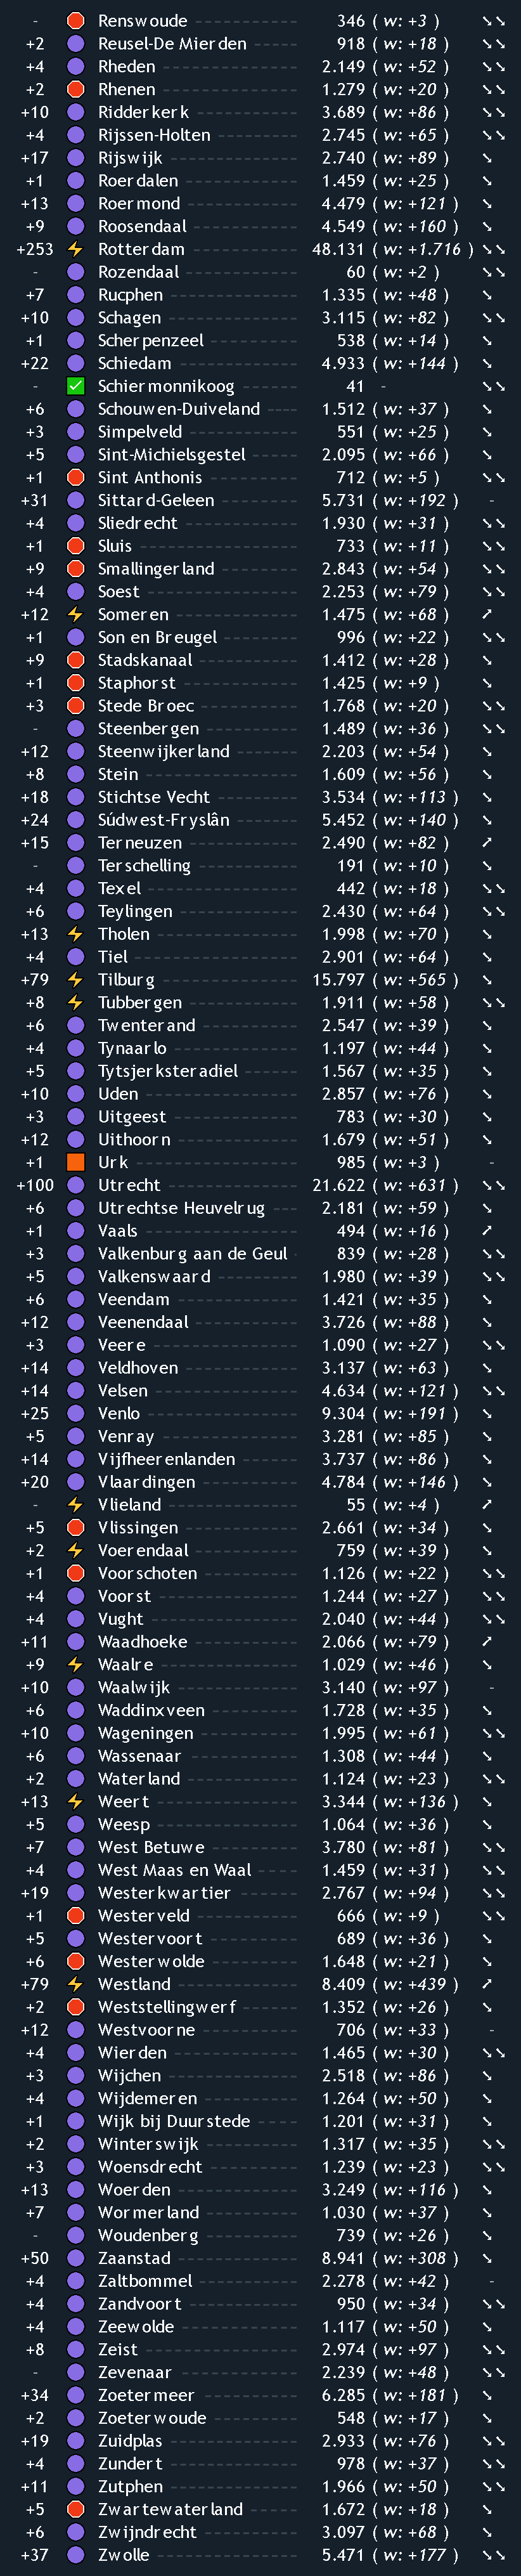 - Renswoude 346 ( w: +3 ) ↘↘
+2 Reusel-De Mierden 918 ( w: +18 ) ↘↘
+4 Rheden 2.149 ( w: +52 ) ↘↘
+2 Rhenen 1.279 ( w: +20 ) ↘↘
+10 Ridderkerk 3.689 ( w: +86 ) ↘↘
+4 Rijssen-Holten 2.745 ( w: +65 ) ↘↘
+17 Rijswijk 2.740 ( w: +89 ) ↘
+1 Roerdalen 1.459 ( w: +25 ) ↘
+13 Roermond 4.479 ( w: +121 ) ↘
+9 Roosendaal 4.549 ( w: +160 ) ↘
+253 Rotterdam 48.131 ( w: +1.716 ) ↘↘
- Rozendaal 60 ( w: +2 ) ↘↘
+7 Rucphen 1.335 ( w: +48 ) ↘
+10 Schagen 3.115 ( w: +82 ) ↘↘
+1 Scherpenzeel 538 ( w: +14 ) ↘
+22 Schiedam 4.933 ( w: +144 ) ↘
- Schiermonnikoog 41 - ↘↘
+6 Schouwen-Duiveland 1.512 ( w: +37 ) ↘
+3 Simpelveld 551 ( w: +25 ) ↘
+5 Sint-Michielsgestel 2.095 ( w: +66 ) ↘
+1 Sint Anthonis 712 ( w: +5 ) ↘↘
+31 Sittard-Geleen 5.731 ( w: +192 ) -
+4 Sliedrecht 1.930 ( w: +31 ) ↘↘
+1 Sluis 733 ( w: +11 ) ↘↘
+9 Smallingerland 2.843 ( w: +54 ) ↘↘
+4 Soest 2.253 ( w: +79 ) ↘↘
+12 Someren 1.475 ( w: +68 ) ↗
+1 Son en Breugel 996 ( w: +22 ) ↘↘
+9 Stadskanaal 1.412 ( w: +28 ) ↘
+1 Staphorst 1.425 ( w: +9 ) ↘
+3 Stede Broec 1.768 ( w: +20 ) ↘↘
- Steenbergen 1.489 ( w: +36 ) ↘↘
+12 Steenwijkerland 2.203 ( w: +54 ) ↘
+8 Stein 1.609 ( w: +56 ) ↘
+18 Stichtse Vecht 3.534 ( w: +113 ) ↘
+24 Súdwest-Fryslân 5.452 ( w: +140 ) ↘
+15 Terneuzen 2.490 ( w: +82 ) ↗
- Terschelling 191 ( w: +10 ) ↘
+4 Texel 442 ( w: +18 ) ↘↘
+6 Teylingen 2.430 ( w: +64 ) ↘↘
+13 Tholen 1.998 ( w: +70 ) ↘
+4 Tiel 2.901 ( w: +64 ) ↘
+79 Tilburg 15.797 ( w: +565 ) ↘
+8 Tubbergen 1.911 ( w: +58 ) ↘↘
+6 Twenterand 2.547 ( w: +39 ) ↘
+4 Tynaarlo 1.197 ( w: +44 ) ↘
+5 Tytsjerksteradiel 1.567 ( w: +35 ) ↘
+10 Uden 2.857 ( w: +76 ) ↘
+3 Uitgeest 783 ( w: +30 ) ↘
+12 Uithoorn 1.679 ( w: +51 ) ↘
+1 Urk 985 ( w: +3 ) -
+100 Utrecht 21.622 ( w: +631 ) ↘↘
+6 Utrechtse Heuvelrug 2.181 ( w: +59 ) ↘
+1 Vaals 494 ( w: +16 ) ↗
+3 Valkenburg aan de Geul 839 ( w: +28 ) ↘↘
+5 Valkenswaard 1.980 ( w: +39 ) ↘↘
+6 Veendam 1.421 ( w: +35 ) ↘
+12 Veenendaal 3.726 ( w: +88 ) ↘
+3 Veere 1.090 ( w: +27 ) ↘↘
+14 Veldhoven 3.137 ( w: +63 ) ↘
+14 Velsen 4.634 ( w: +121 ) ↘↘
+25 Venlo 9.304 ( w: +191 ) ↘
+5 Venray 3.281 ( w: +85 ) ↘
+14 Vijfheerenlanden 3.737 ( w: +86 ) ↘
+20 Vlaardingen 4.784 ( w: +146 ) ↘
- Vlieland 55 ( w: +4 ) ↗
+5 Vlissingen 2.661 ( w: +34 ) ↘
+2 Voerendaal 759 ( w: +39 ) ↘
+1 Voorschoten 1.126 ( w: +22 ) ↘↘
+4 Voorst 1.244 ( w: +27 ) ↘↘
+4 Vught 2.040 ( w: +44 ) ↘↘
+11 Waadhoeke 2.066 ( w: +79 ) ↗
+9 Waalre 1.029 ( w: +46 ) ↘
+10 Waalwijk 3.140 ( w: +97 ) -
+6 Waddinxveen 1.728 ( w: +35 ) ↘
+10 Wageningen 1.995 ( w: +61 ) ↘↘
+6 Wassenaar 1.308 ( w: +44 ) ↘
+2 Waterland 1.124 ( w: +23 ) ↘↘
+13 Weert 3.344 ( w: +136 ) ↘
+5 Weesp 1.064 ( w: +36 ) ↘
+7 West Betuwe 3.780 ( w: +81 ) ↘↘
+4 West Maas en Waal 1.459 ( w: +31 ) ↘↘
+19 Westerkwartier 2.767 ( w: +94 ) ↘↘
+1 Westerveld 666 ( w: +9 ) ↘↘
+5 Westervoort 689 ( w: +36 ) ↘
+6 Westerwolde 1.648 ( w: +21 ) ↘
+79 Westland 8.409 ( w: +439 ) ↗
+2 Weststellingwerf 1.352 ( w: +26 ) ↘
+12 Westvoorne 706 ( w: +33 ) -
+4 Wierden 1.465 ( w: +30 ) ↘↘
+3 Wijchen 2.518 ( w: +86 ) ↘
+4 Wijdemeren 1.264 ( w: +50 ) ↘
+1 Wijk bij Duurstede 1.201 ( w: +31 ) ↘
+2 Winterswijk 1.317 ( w: +35 ) ↘↘
+3 Woensdrecht 1.239 ( w: +23 ) ↘↘
+13 Woerden 3.249 ( w: +116 ) ↘
+7 Wormerland 1.030 ( w: +37 ) ↘
- Woudenberg 739 ( w: +26 ) ↘
+50 Zaanstad 8.941 ( w: +308 ) ↘
+4 Zaltbommel 2.278 ( w: +42 ) -
+4 Zandvoort 950 ( w: +34 ) ↘↘
+4 Zeewolde 1.117 ( w: +50 ) ↘
+8 Zeist 2.974 ( w: +97 ) ↘↘
- Zevenaar 2.239 ( w: +48 ) ↘↘
+34 Zoetermeer 6.285 ( w: +181 ) ↘
+2 Zoeterwoude 548 ( w: +17 ) ↘
+19 Zuidplas 2.933 ( w: +76 ) ↘↘
+4 Zundert 978 ( w: +37 ) ↘↘
+11 Zutphen 1.966 ( w: +50 ) ↘↘
+5 Zwartewaterland 1.672 ( w: +18 ) ↘
+6 Zwijndrecht 3.097 ( w: +68 ) ↘
+37 Zwolle 5.471 ( w: +177 ) ↘↘